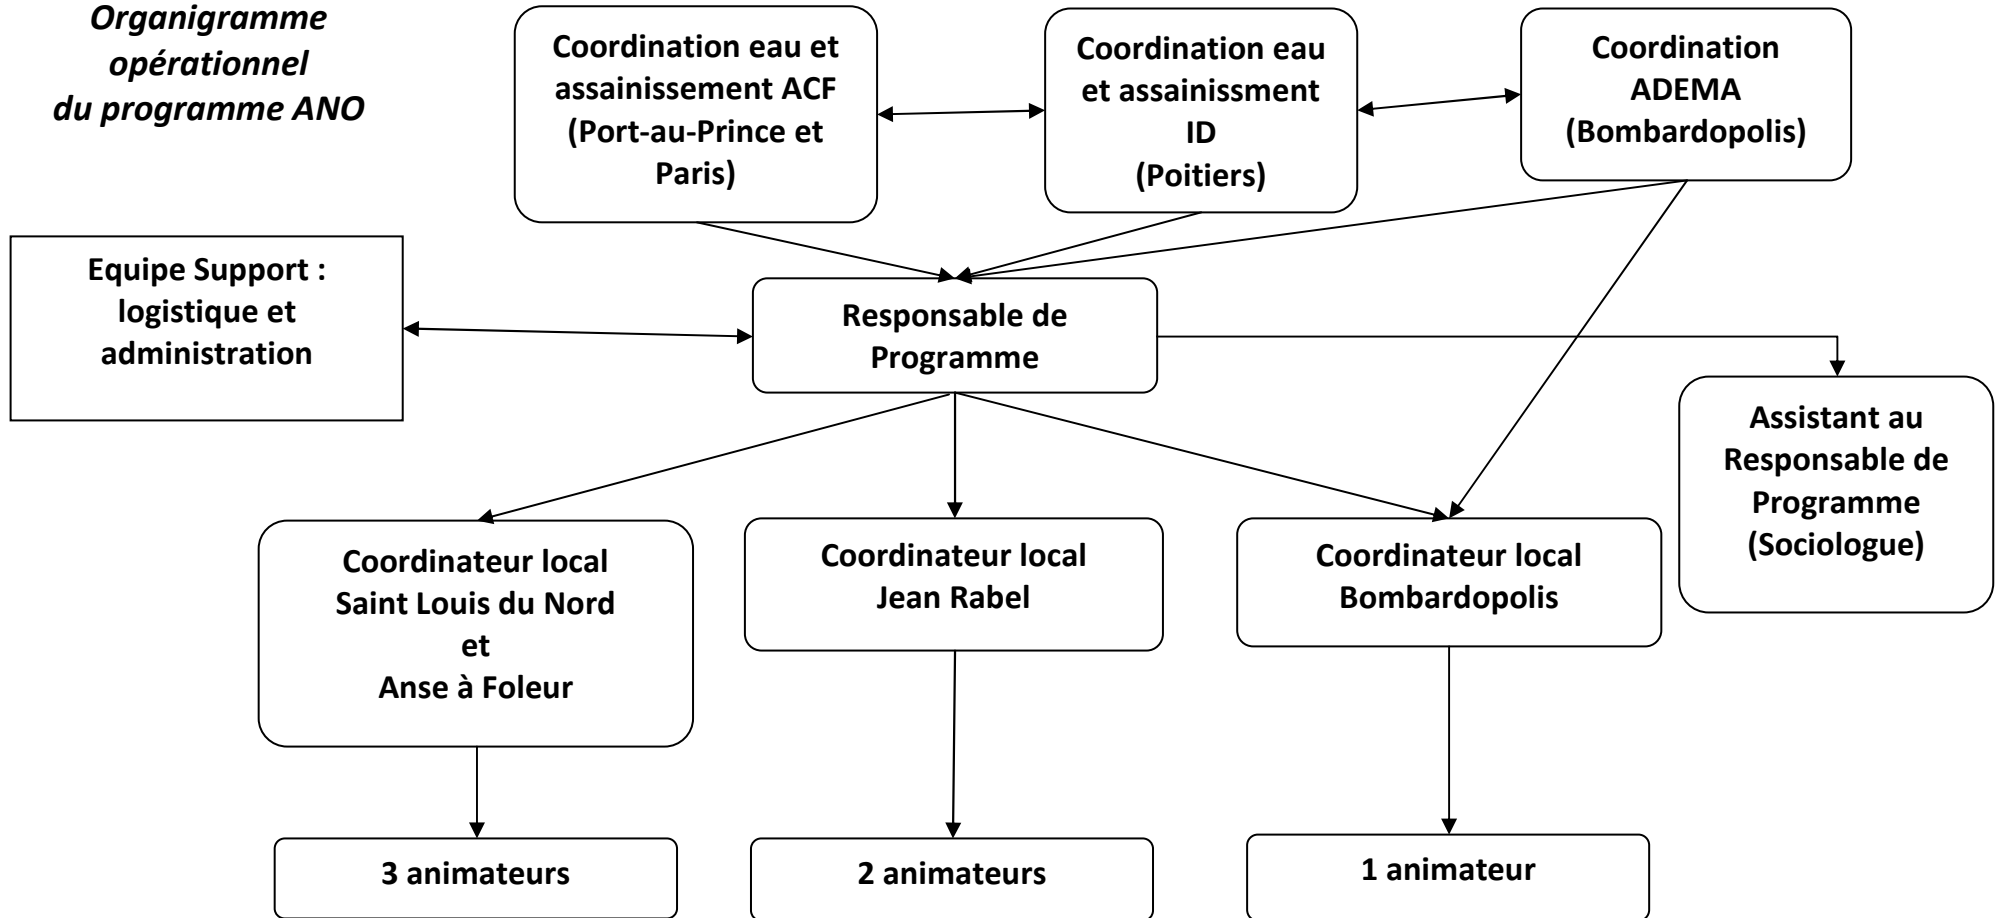 Organigramme
opérationnel
du programme ANO
Coordination eau et
assainissement ACF
(Port-au-Prince et
Paris)
Coordination eau
et assainissment
ID
(Poitiers)
Coordination
ADEMA
(Bombardopolis)
Equipe Support :
logistique et
administration
Responsable de
Programme
Assistant au
Responsable de
Programme
(Sociologue)
Coordinateur local
Saint Louis du Nord
et
Anse à Foleur
Coordinateur local
Jean Rabel
Coordinateur local
Bombardopolis
3 animateurs
2 animateurs
1 animateur